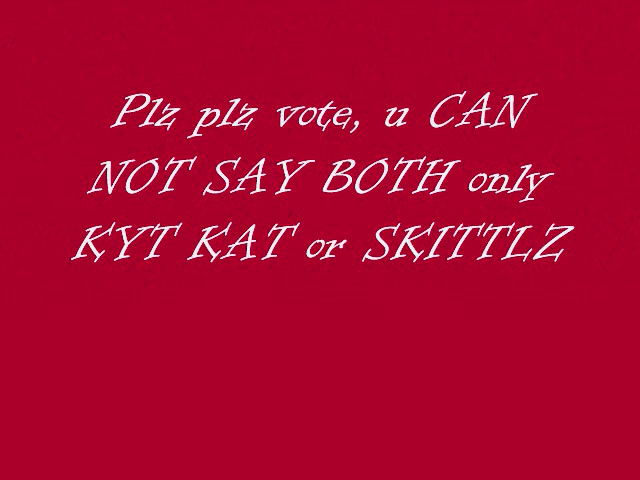 Plz plz vote, u CAN
NOT SAY BOTH only
KYT KAT or SKITTLZ